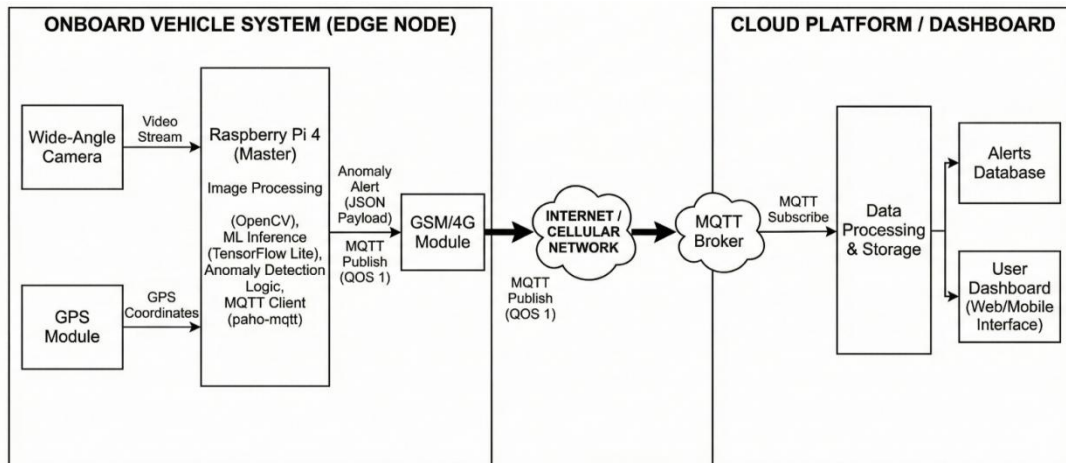 ONBOARD VEHICLE SYSTEM (EDGE NODE)
Wide-Angle
Camera
Video
Stream
GPS
Module
GPS
Coordinates
Raspberry Pi 4
(Master)
Image Processing
(OpenCV),
ML Inference
(TensorFlow Lite),
Anomaly Detection
Logic,
MQTT Client
(paho-mqtt)
Anomaly
Alert
(JSON
Payload)
MQTT
Publish
(QOS 1)
GSM/4G
Module
INTERNET /
CELLULAR
NETWORK
MQTT
Publish
(QOS 1)
CLOUD PLATFORM / DASHBOARD
MQTT
Broker
MQTT
Subscribe
Data
Processing
& Storage
Alerts
Database
User
Dashboard
(Web/Mobile
Interface)